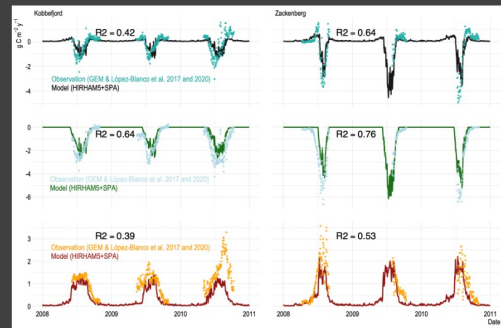 Kobbefjord
Zackenberg
g C m⁻² y⁻¹
R2 = 0.42
R2 = 0.64
0
-2
-4
Observation (GEM & López-Blanco et al. 2017 and 2020)
Model (HIRHAM5+SPA)
R2 = 0.64
R2 = 0.76
0
-2
-4
-6
Observation (GEM & López-Blanco et al. 2017 and 2020)
Model (HIRHAM5+SPA)
R2 = 0.39
R2 = 0.53
Observation (GEM & López-Blanco et al. 2017 and 2020)
Model (HIRHAM5+SPA)
3
2
1
0
2008 2009 2010 2011 2008 2009 2010 2011
Date